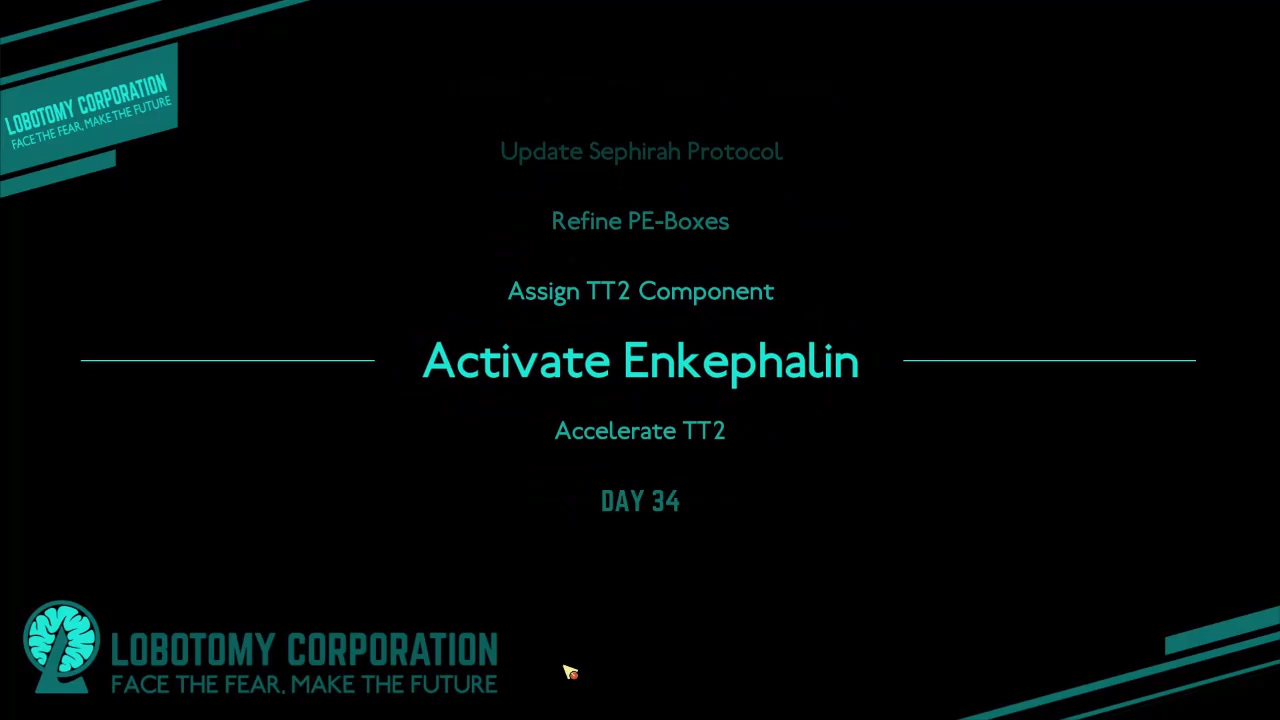 LOBOTOMY CORPORATION
FACE THE FEAR, MAKE THE FUTURE
Update Sephirah Protocol
Refine PE-Boxes
Assign TT2 Component
Activate Enkephalin
Accelerate TT2
DAY 34
LOBOTOMY CORPORATION
FACE THE FEAR, MAKE THE FUTURE